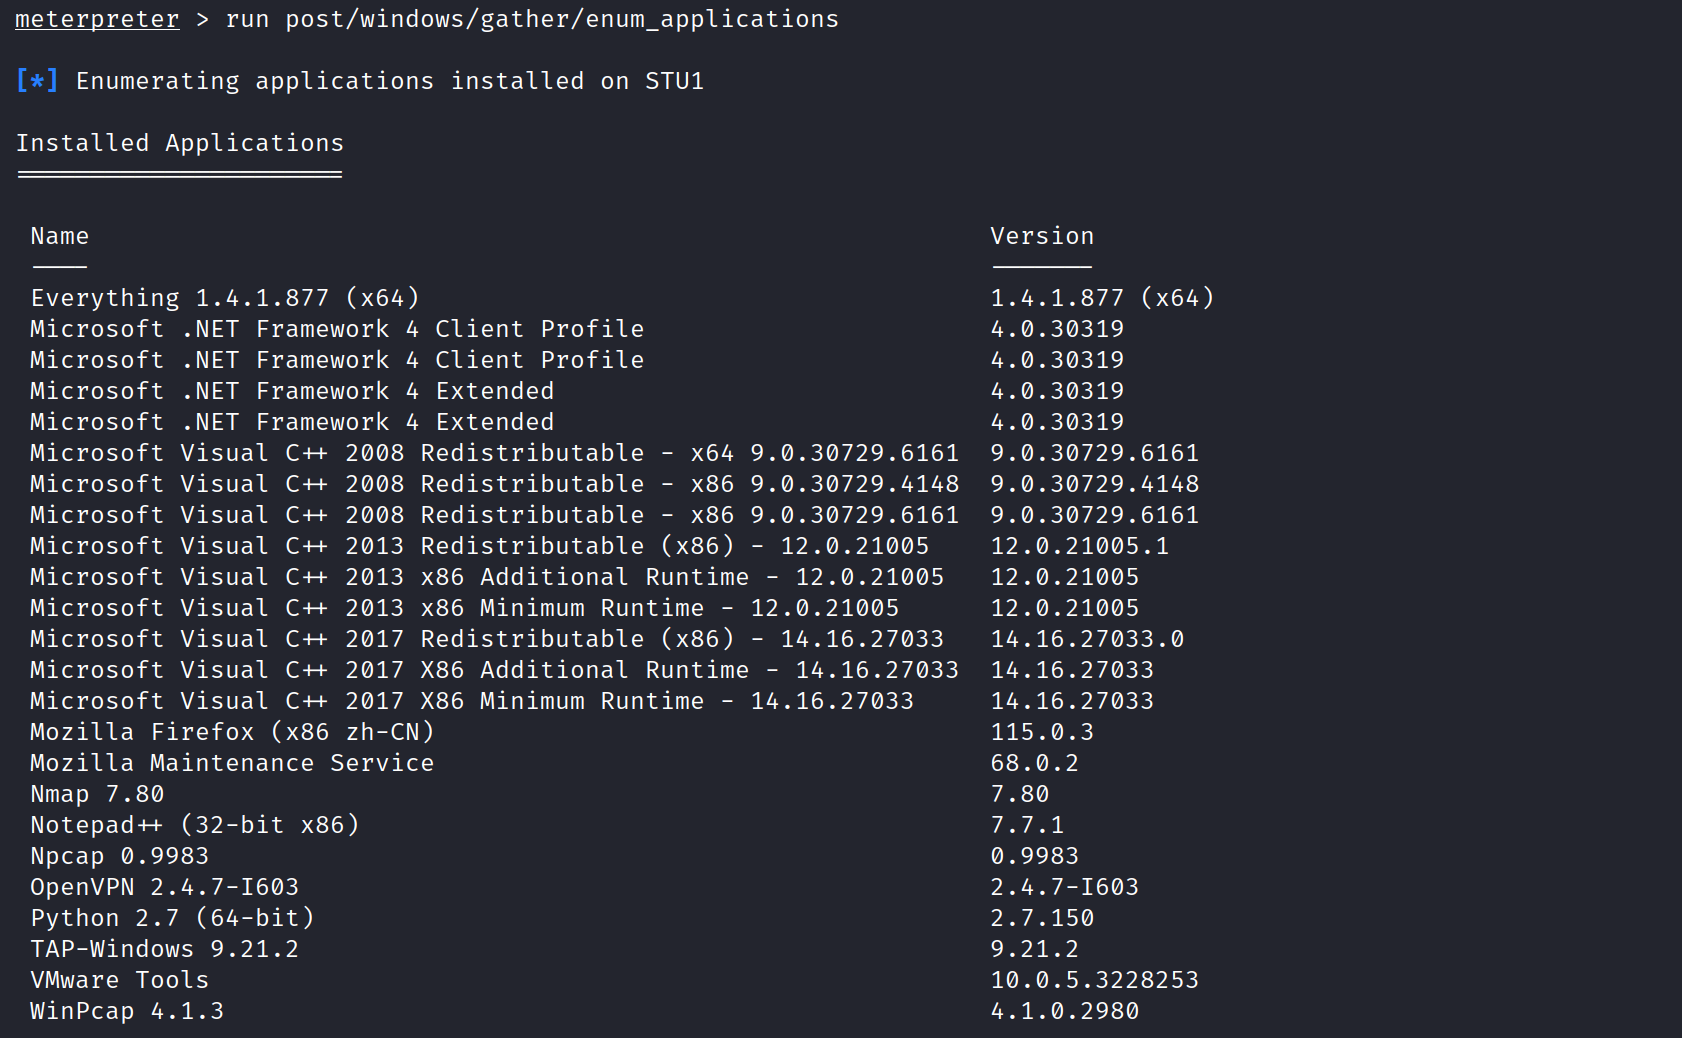 meterpreter > run post/windows/gather/enum_applications
[*] Enumerating applications installed on STU1
Installed Applications
======================
Name Version
---- -------
Everything 1.4.1.877 (x64) 1.4.1.877 (x64)
Microsoft .NET Framework 4 Client Profile 4.0.30319
Microsoft .NET Framework 4 Client Profile 4.0.30319
Microsoft .NET Framework 4 Extended 4.0.30319
Microsoft .NET Framework 4 Extended 4.0.30319
Microsoft Visual C++ 2008 Redistributable - x64 9.0.30729.6161 9.0.30729.6161
Microsoft Visual C++ 2008 Redistributable - x86 9.0.30729.4148 9.0.30729.4148
Microsoft Visual C++ 2008 Redistributable - x86 9.0.30729.6161 9.0.30729.6161
Microsoft Visual C++ 2013 Redistributable (x86) - 12.0.21005 12.0.21005.1
Microsoft Visual C++ 2013 x86 Additional Runtime - 12.0.21005 12.0.21005
Microsoft Visual C++ 2013 x86 Minimum Runtime - 12.0.21005 12.0.21005
Microsoft Visual C++ 2017 Redistributable (x86) - 14.16.27033 14.16.27033.0
Microsoft Visual C++ 2017 X86 Additional Runtime - 14.16.27033 14.16.27033
Microsoft Visual C++ 2017 X86 Minimum Runtime - 14.16.27033 14.16.27033
Mozilla Firefox (x86 zh-CN) 115.0.3
Mozilla Maintenance Service 68.0.2
Nmap 7.80 7.80
Notepad++ (32-bit x86) 7.7.1
Npcap 0.9983 0.9983
OpenVPN 2.4.7-I603 2.4.7-I603
Python 2.7 (64-bit) 2.7.150
TAP-Windows 9.21.2 9.21.2
VMware Tools 10.0.5.3228253
WinPcap 4.1.3 4.1.0.2980